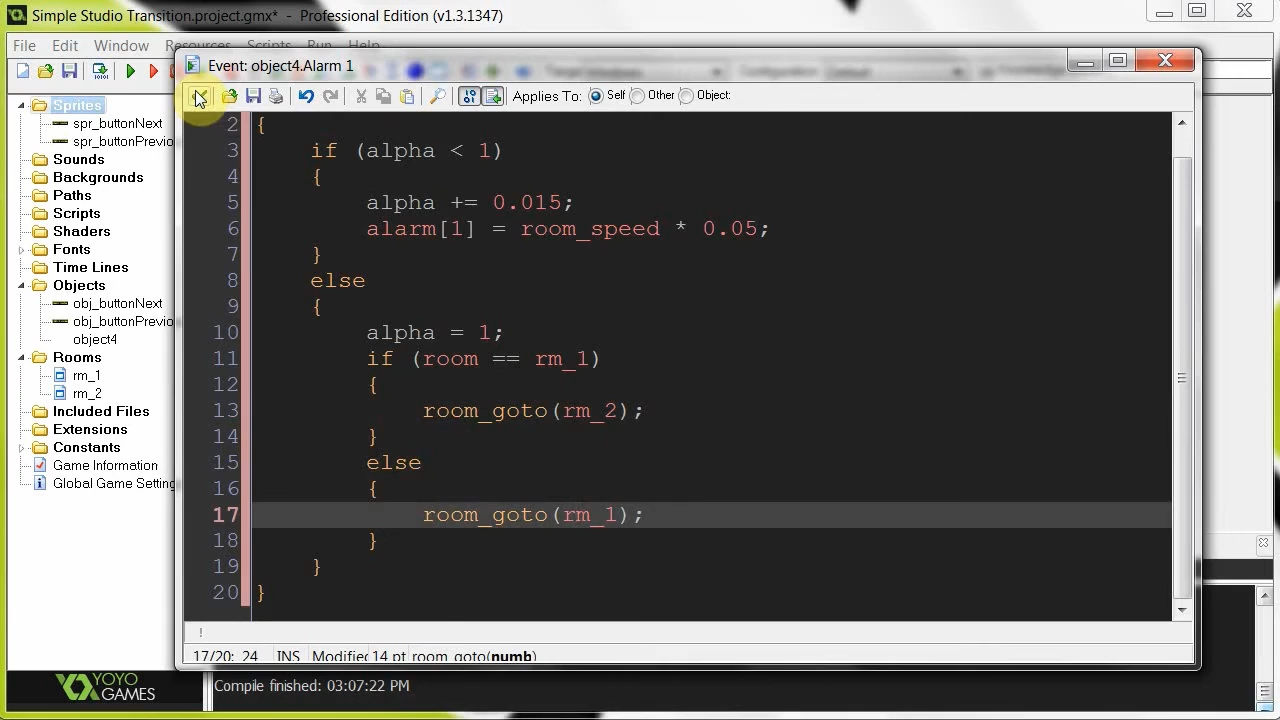 Simple Studio Transition.project.gmx* - Professional Edition (v1.3.1347)
File Edit Window Resources Scripts Run Help
Event: object4.Alarm 1
Applies To: Self Other Object:
Sprites
spr_buttonNext
spr_buttonPrevio
Sounds
Backgrounds
Paths
Scripts
Shaders
Fonts
Time Lines
Objects
obj_buttonNext
obj_buttonPrevio
object4
Rooms
rm_1
rm_2
Included Files
Extensions
Constants
Game Information
Global Game Setting
2 {
3 if (alpha < 1)
4 {
5 alpha += 0.015;
6 alarm[1] = room_speed * 0.05;
7 }
8 else
9 {
10 alpha = 1;
11 if (room == rm_1)
12 {
13 room_goto(rm_2);
14 }
15 else
16 {
17 room_goto(rm_1);
18 }
19 }
20 }
!
17/20: 24 INS Modified 14 pt room_goto(numb)
YOYO
GAMES
Compile finished: 03:07:22 PM